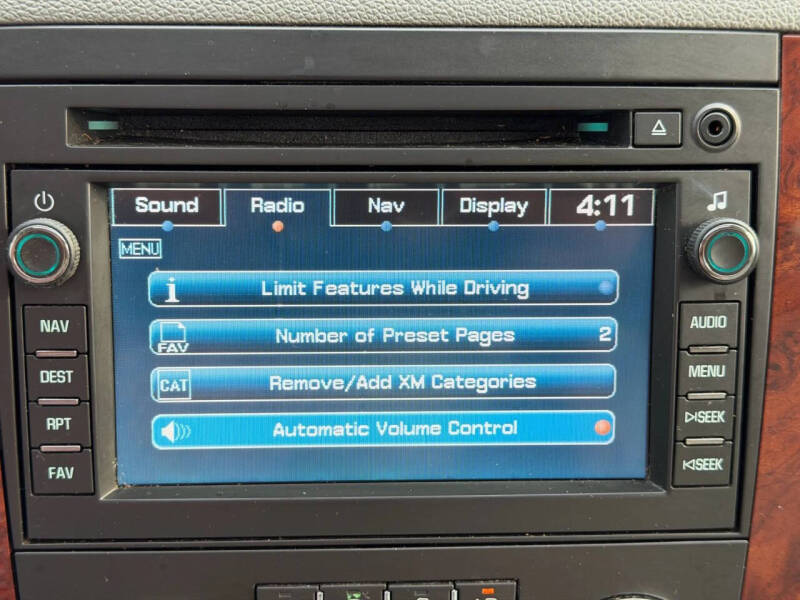 Sound Radio Nav Display 4:11
MENU
i Limit Features While Driving
FAV Number of Preset Pages 2
CAT Remove/Add XM Categories
Automatic Volume Control
NAV
DEST
RPT
FAV
AUDIO
MENU
SEEK
SEEK